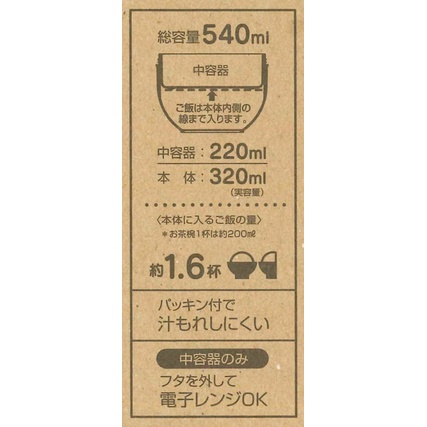 総容量540ml
中容器
ご飯は本体内側の
線まで入ります。
中容器：220ml
本体：320ml
(実容量)
〈本体に入るご飯の量〉
＊お茶碗1杯は約200㎖
約1.6杯
パッキン付で
汁もれしにくい
中容器のみ
フタを外して
電子レンジOK